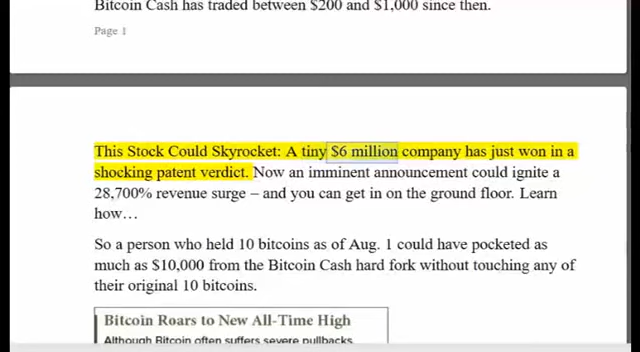 Bitcoin Cash has traded between $200 and $1,000 since then.
Page 1
This Stock Could Skyrocket: A tiny $6 million company has just won in a
shocking patent verdict. Now an imminent announcement could ignite a
28,700% revenue surge – and you can get in on the ground floor. Learn
how…
So a person who held 10 bitcoins as of Aug. 1 could have pocketed as
much as $10,000 from the Bitcoin Cash hard fork without touching any of
their original 10 bitcoins.
Bitcoin Roars to New All-Time High
Although Bitcoin often suffers severe pullbacks